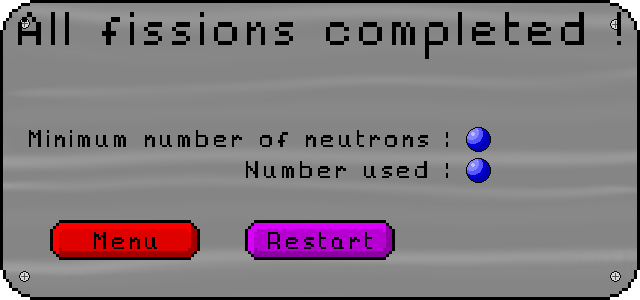 All fissions completed !
Minimum number of neutrons :
Number used :
Menu
Restart